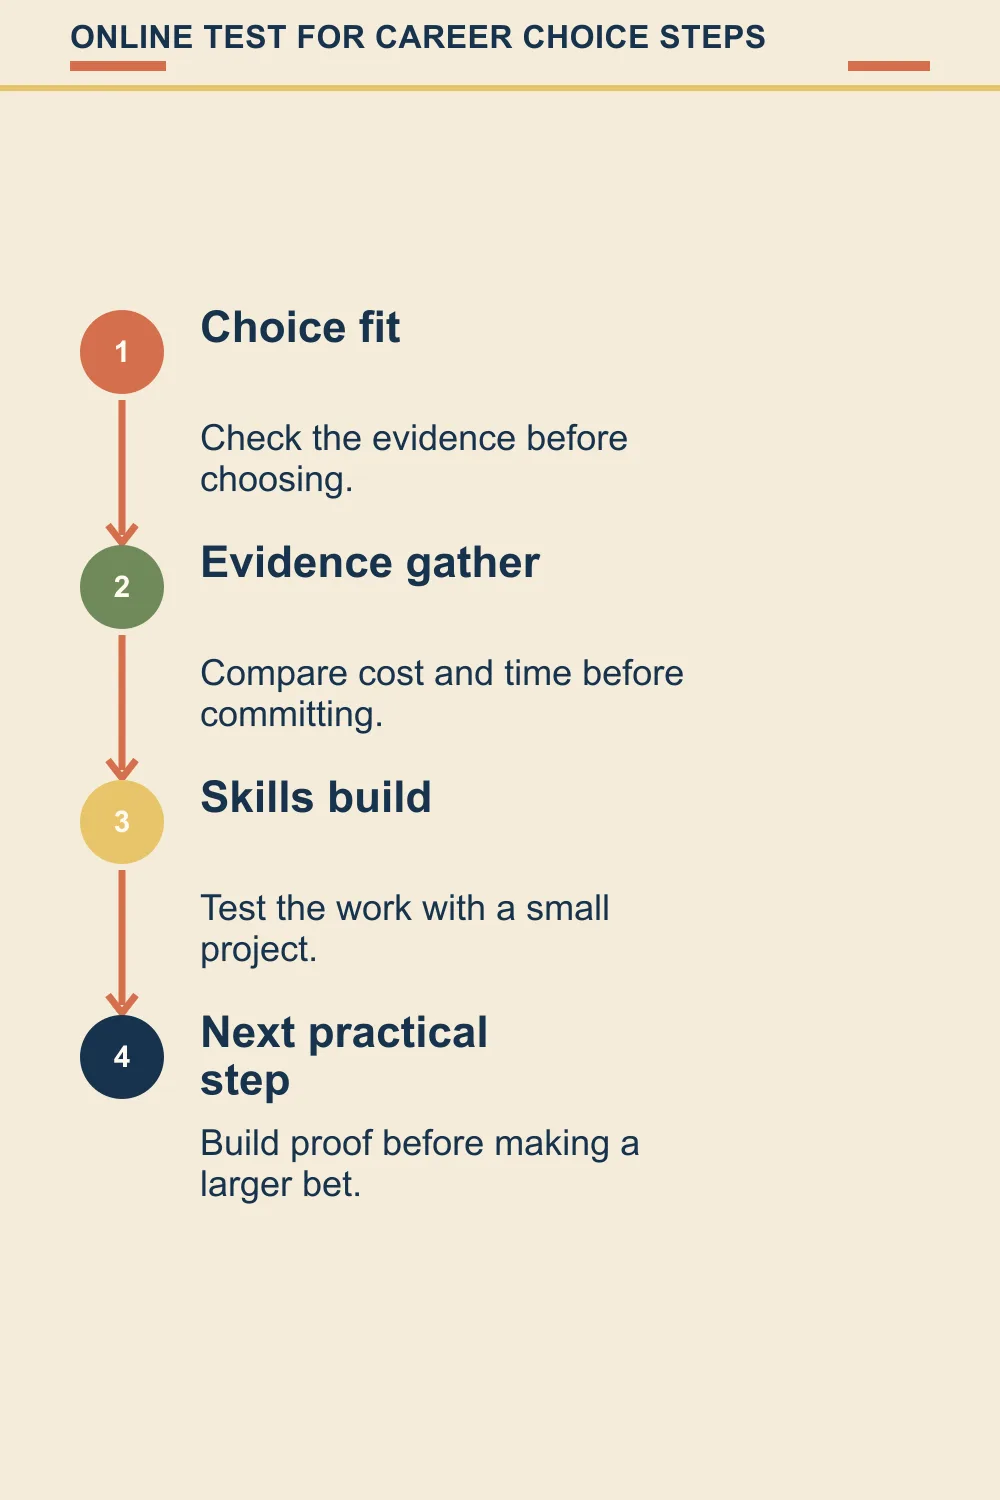 ONLINE TEST FOR CAREER CHOICE STEPS
1
Choice fit
Check the evidence before
choosing.
2
Evidence gather
Compare cost and time before
committing.
3
Skills build
Test the work with a small
project.
4
Next practical
step
Build proof before making a
larger bet.